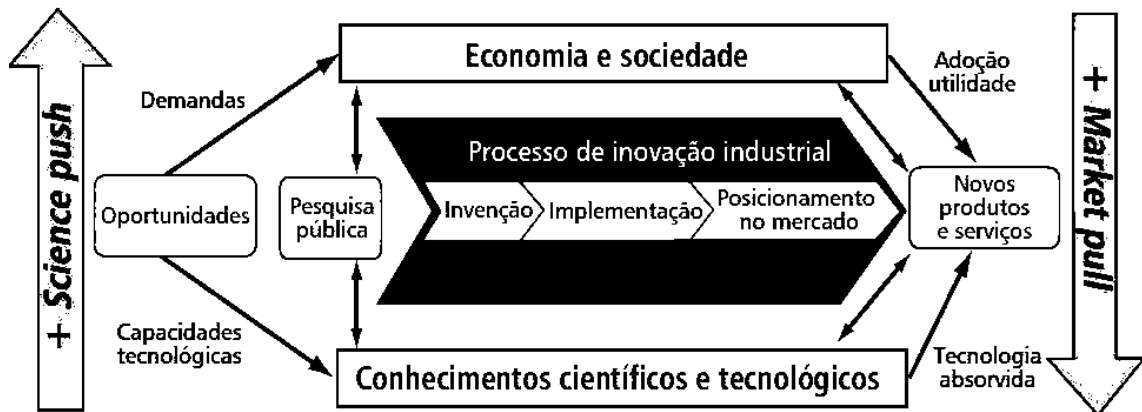 Economia e sociedade
Demandas
Adoção
utilidade
+ Science push
+ Market pull
Processo de inovação industrial
Oportunidades
Pesquisa
pública
Invenção
Implementação
Posicionamento
no mercado
Novos
produtos
e serviços
Capacidades
tecnológicas
Conhecimentos científicos e tecnológicos
Tecnologia
absorvida